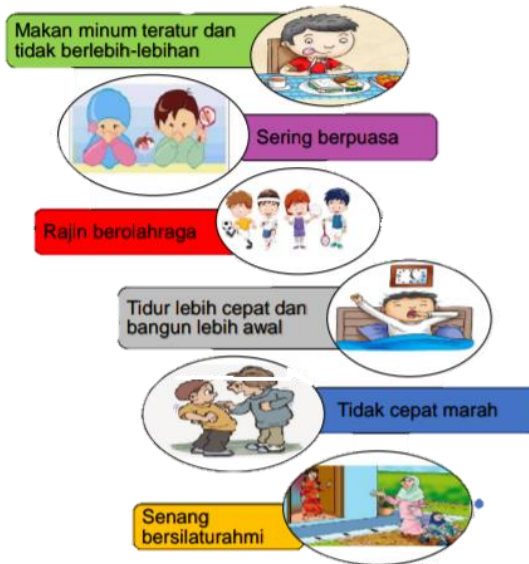 Makan minum teratur dan
tidak berlebih-lebihan
Sering berpuasa
Rajin berolahraga
Tidur lebih cepat dan
bangun lebih awal
Tidak cepat marah
Senang
bersilaturahmi